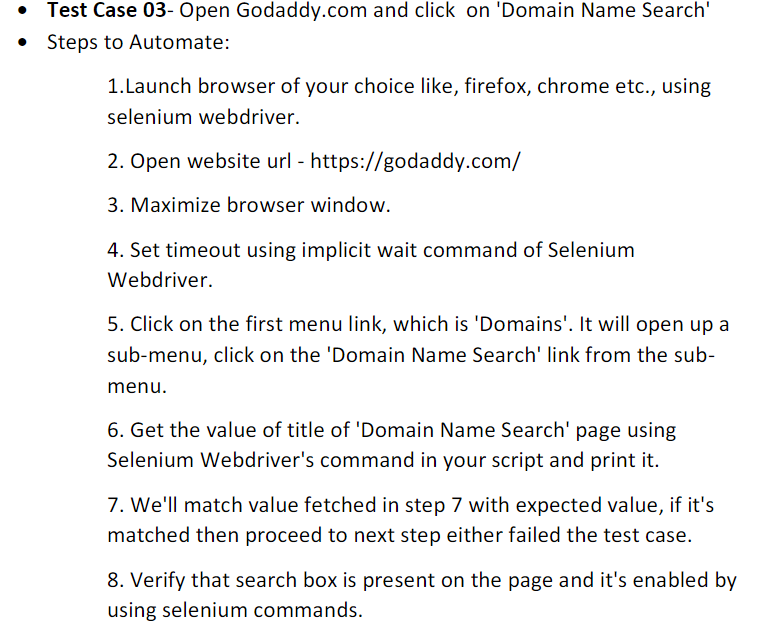 • Test Case 03- Open Godaddy.com and click  on 'Domain Name Search'
• Steps to Automate:
1.Launch browser of your choice like, firefox, chrome etc., using
selenium webdriver.
2. Open website url - https://godaddy.com/
3. Maximize browser window.
4. Set timeout using implicit wait command of Selenium
Webdriver.
5. Click on the first menu link, which is 'Domains'. It will open up a
sub-menu, click on the 'Domain Name Search' link from the sub-
menu.
6. Get the value of title of 'Domain Name Search' page using
Selenium Webdriver's command in your script and print it.
7. We'll match value fetched in step 7 with expected value, if it's
matched then proceed to next step either failed the test case.
8. Verify that search box is present on the page and it's enabled by
using selenium commands.